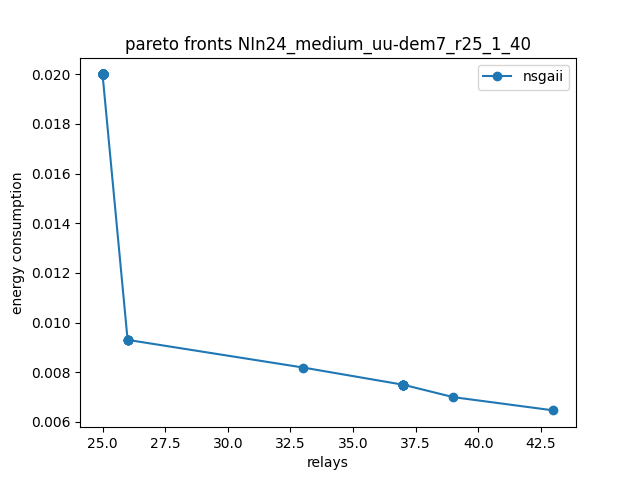 pareto fronts NIn24_medium_uu-dem7_r25_1_40
nsgaii
0.020
0.018
0.016
0.014
0.012
0.010
0.008
0.006
energy consumption
25.0 27.5 30.0 32.5 35.0 37.5 40.0 42.5
relays